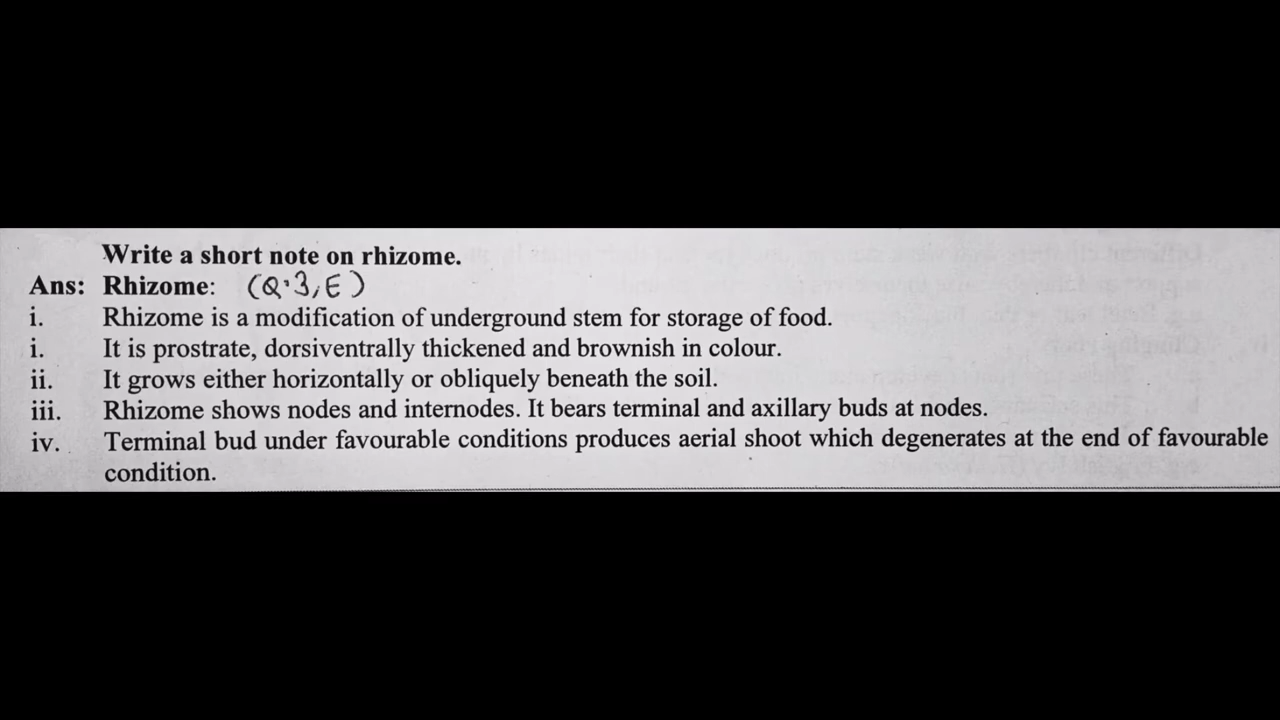 Write a short note on rhizome.
Ans: Rhizome: (Q.3,E)
i. Rhizome is a modification of underground stem for storage of food.
i. It is prostrate, dorsiventrally thickened and brownish in colour.
ii. It grows either horizontally or obliquely beneath the soil.
iii. Rhizome shows nodes and internodes. It bears terminal and axillary buds at nodes.
iv. Terminal bud under favourable conditions produces aerial shoot which degenerates at the end of favourable
condition.